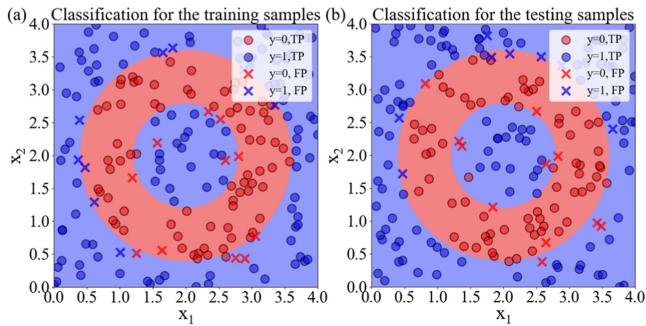 (a) Classification for the training samples
4.0
3.5
3.0
2.5
2.0
1.5
1.0
0.5
0.0
x2
0.0 0.5 1.0 1.5 2.0 2.5 3.0 3.5 4.0
x1
y=0,TP
y=1,TP
y=0, FP
y=1, FP
(b) Classification for the testing samples
4.0
3.5
3.0
2.5
2.0
1.5
1.0
0.5
0.0
x2
0.0 0.5 1.0 1.5 2.0 2.5 3.0 3.5 4.0
x1
y=0,TP
y=1,TP
y=0, FP
y=1, FP